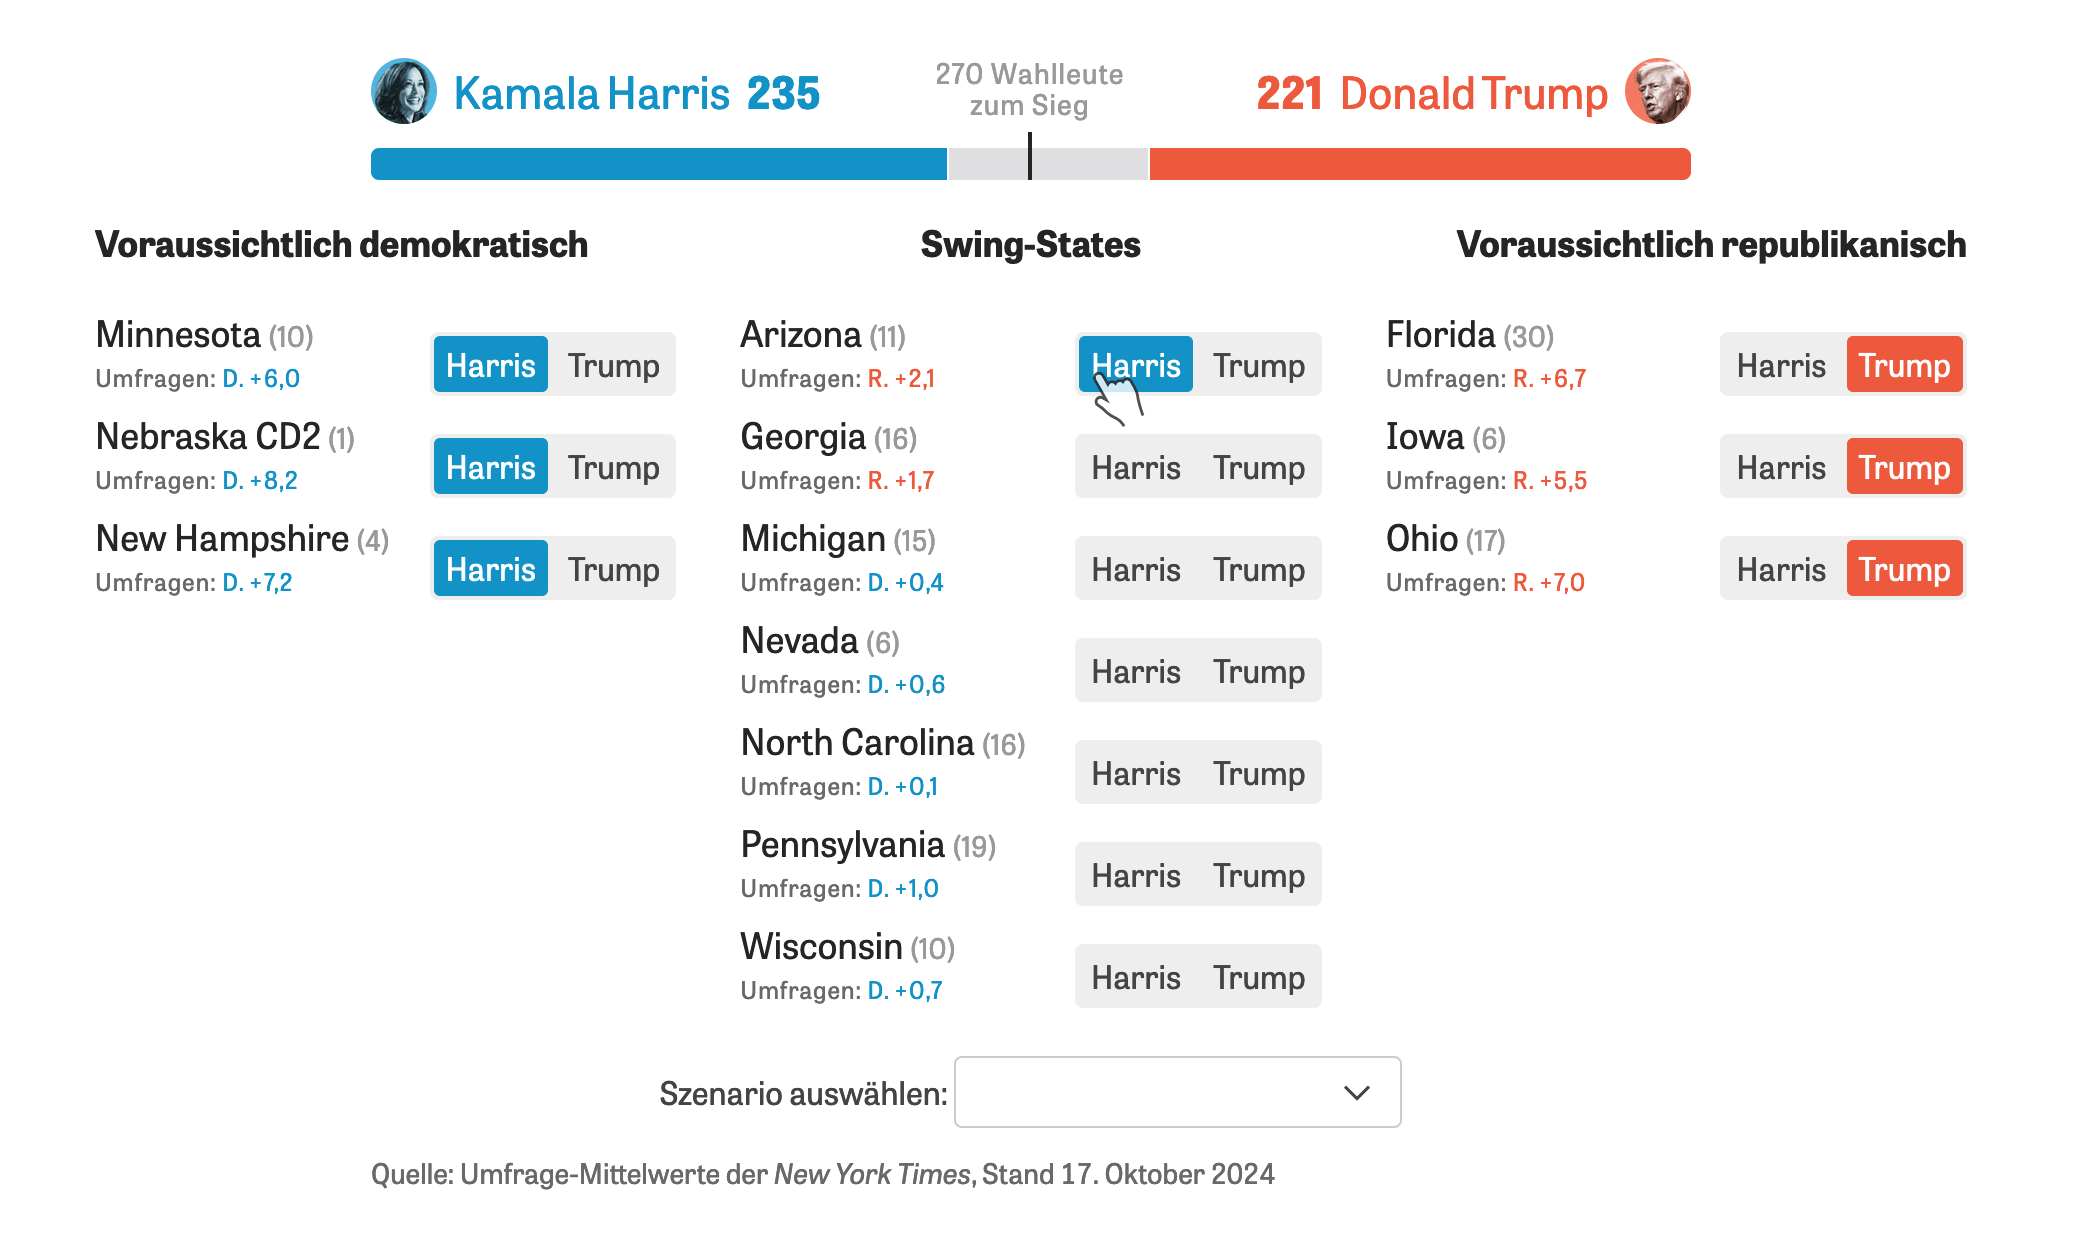 Kamala Harris 235
270 Wahlleute
zum Sieg
221 Donald Trump
Voraussichtlich demokratisch
Minnesota (10)
Umfragen: D. +6,0
Harris Trump
Nebraska CD2 (1)
Umfragen: D. +8,2
Harris Trump
New Hampshire (4)
Umfragen: D. +7,2
Harris Trump
Swing-States
Arizona (11)
Umfragen: R. +2,1
Harris Trump
Georgia (16)
Umfragen: R. +1,7
Harris Trump
Michigan (15)
Umfragen: D. +0,4
Harris Trump
Nevada (6)
Umfragen: D. +0,6
Harris Trump
North Carolina (16)
Umfragen: D. +0,1
Harris Trump
Pennsylvania (19)
Umfragen: D. +1,0
Harris Trump
Wisconsin (10)
Umfragen: D. +0,7
Harris Trump
Voraussichtlich republikanisch
Florida (30)
Umfragen: R. +6,7
Harris Trump
Iowa (6)
Umfragen: R. +5,5
Harris Trump
Ohio (17)
Umfragen: R. +7,0
Harris Trump
Szenario auswählen:
Quelle: Umfrage-Mittelwerte der New York Times, Stand 17. Oktober 2024